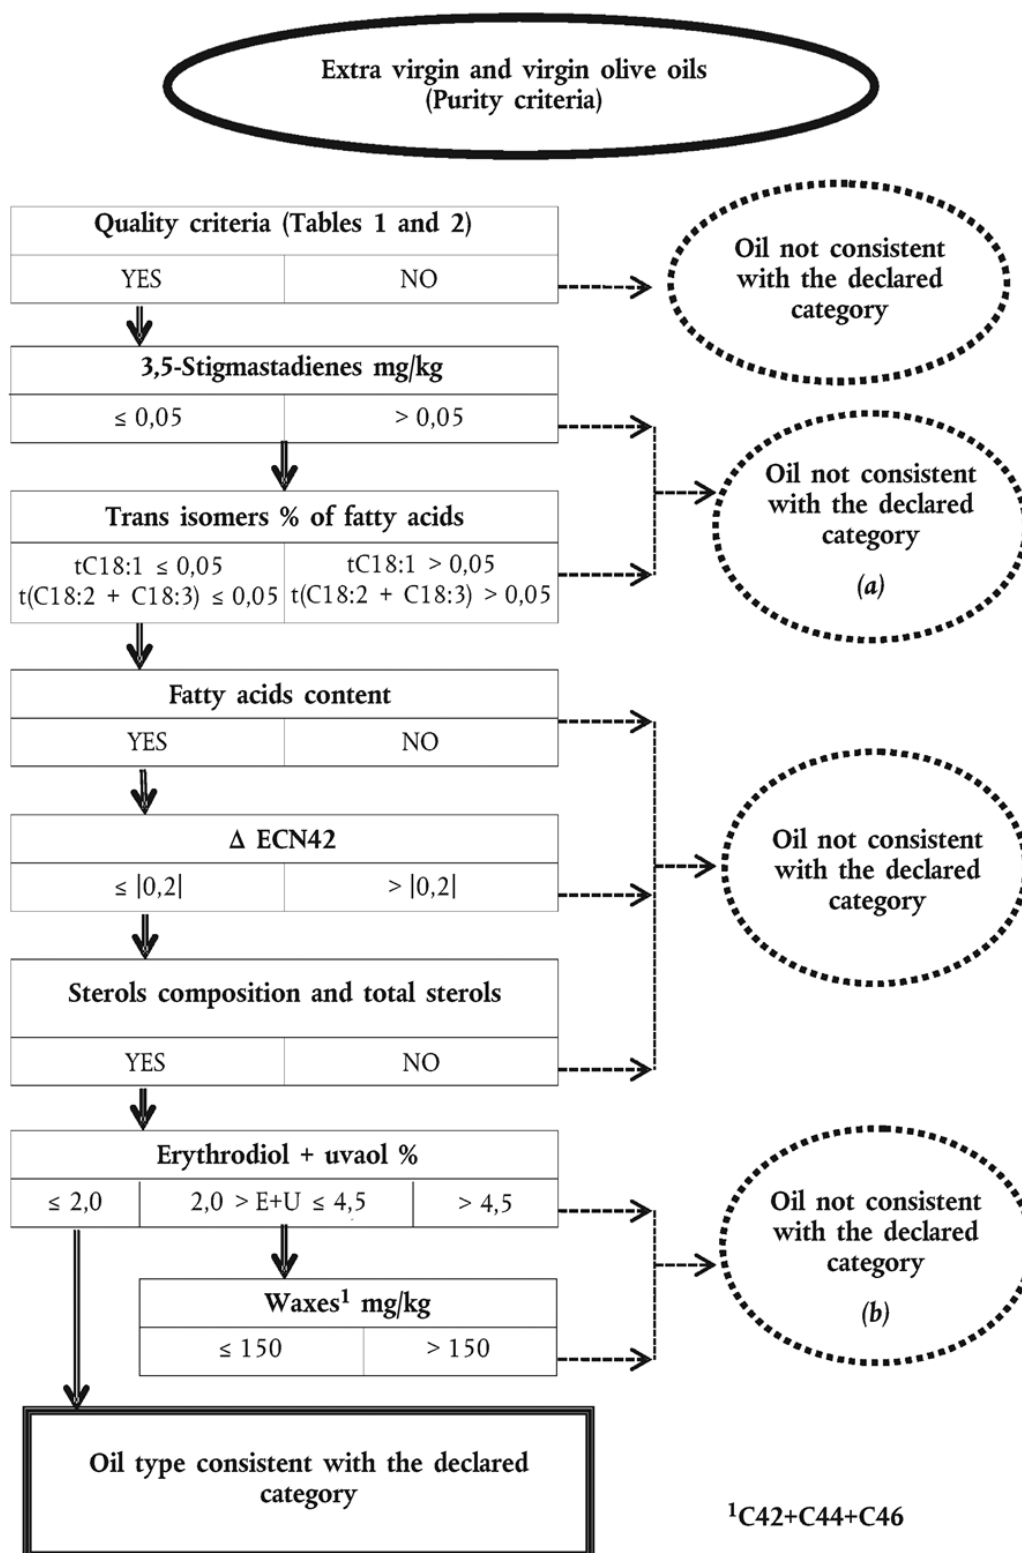 Extra virgin and virgin olive oils
(Purity criteria)
Quality criteria (Tables 1 and 2)
YES NO
Oil not consistent
with the declared
category
3,5-Stigmastadienes mg/kg
≤ 0,05 > 0,05
Oil not consistent
with the declared
category
(a)
Trans isomers % of fatty acids
tC18:1 ≤ 0,05 tC18:1 > 0,05
t(C18:2 + C18:3) ≤ 0,05 t(C18:2 + C18:3) > 0,05
Fatty acids content
YES NO
Δ ECN42
≤ |0,2| > |0,2|
Oil not consistent
with the declared
category
Sterols composition and total sterols
YES NO
Erythrodiol + uvaol %
≤ 2,0 2,0 > E+U ≤ 4,5 > 4,5
Oil not consistent
with the declared
category
(b)
Waxes¹ mg/kg
≤ 150 > 150
Oil type consistent with the declared
category
¹C42+C44+C46